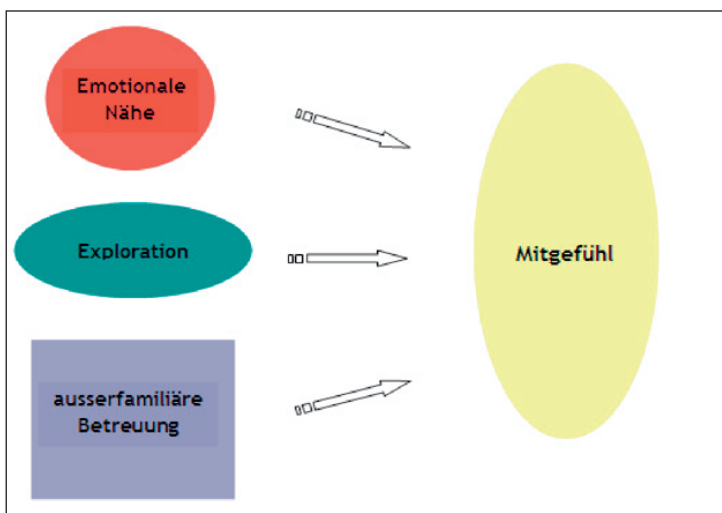 Emotionale
Nähe
Exploration
Mitgefühl
ausserfamiliäre
Betreuung